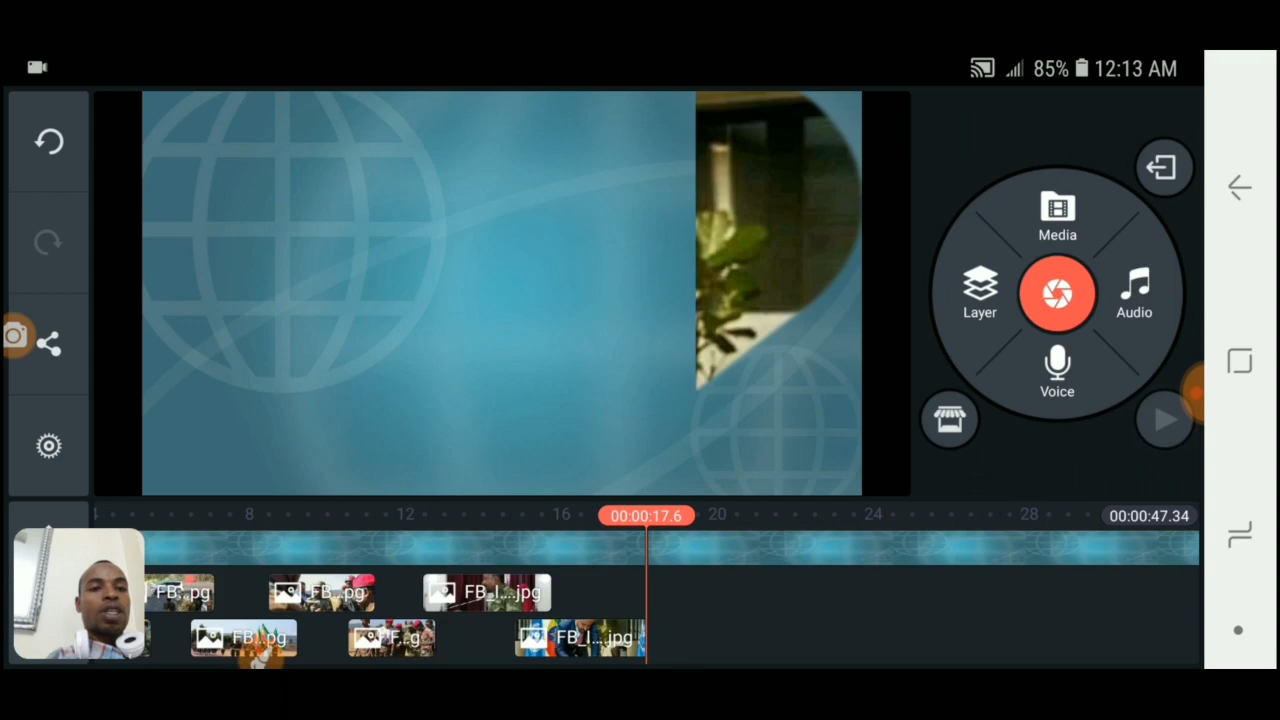 85% 12:13 AM
Media
Layer
Audio
Voice
4 8 12 16 00:00:17.6 20 24 28 00:00:47.34
FB...pg FB...pg FB_I....jpg
FB...pg F...g FB_I....jpg